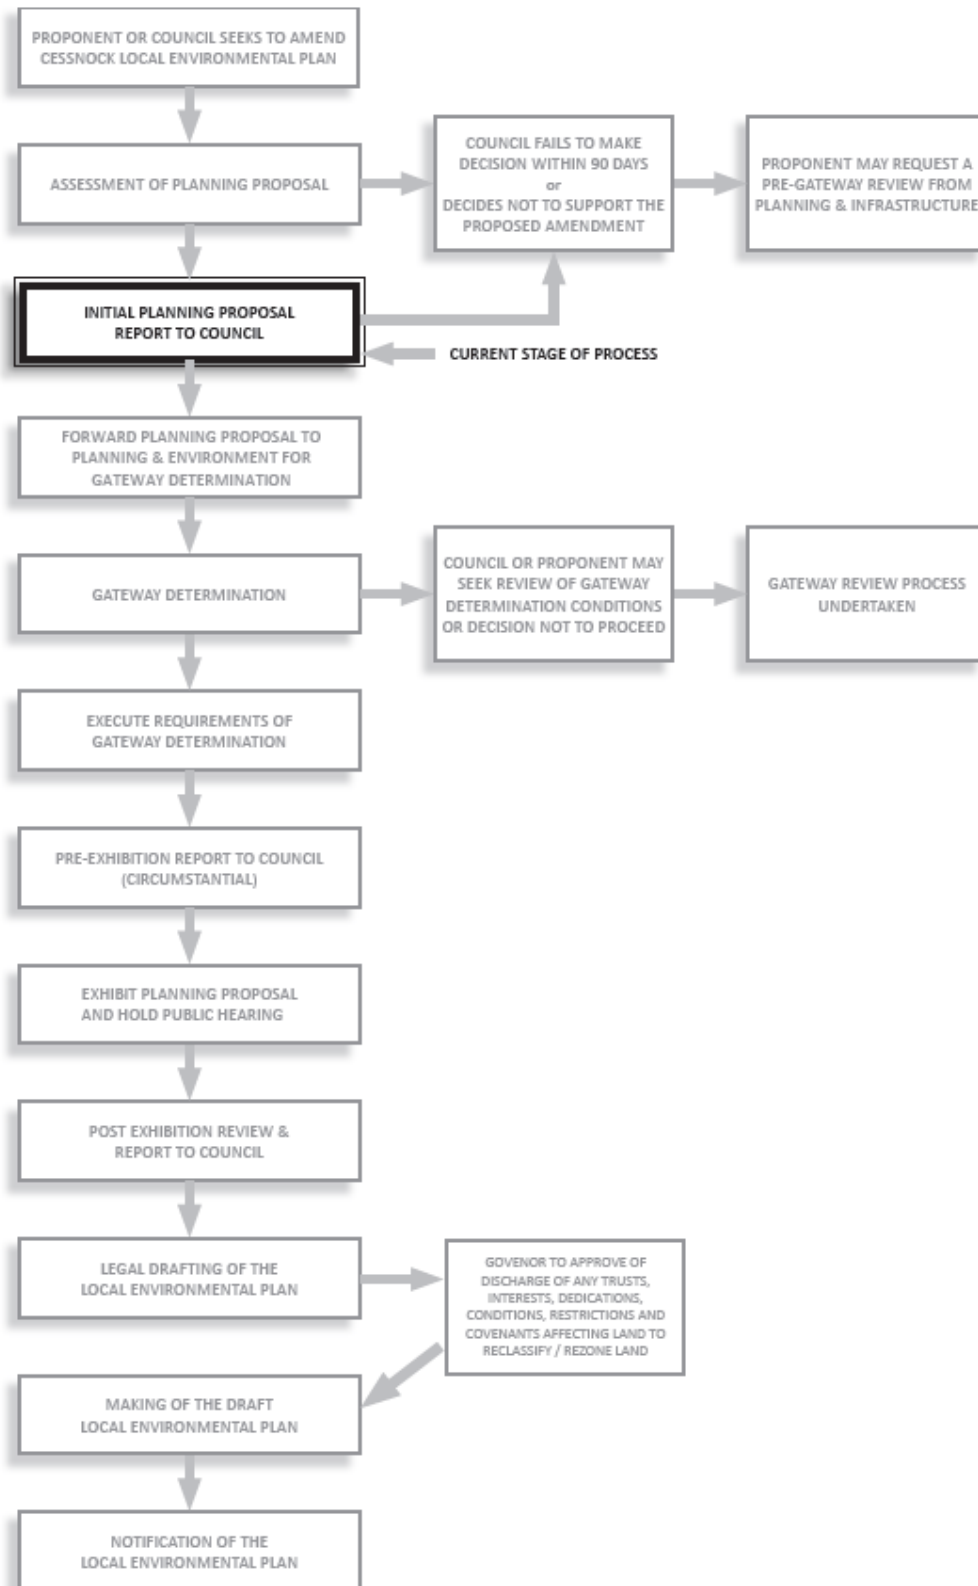 PROPONENT OR COUNCIL SEEKS TO AMEND
CESSNOCK LOCAL ENVIRONMENTAL PLAN
ASSESSMENT OF PLANNING PROPOSAL
COUNCIL FAILS TO MAKE
DECISION WITHIN 90 DAYS
or
DECIDES NOT TO SUPPORT THE
PROPOSED AMENDMENT
PROPONENT MAY REQUEST A
PRE-GATEWAY REVIEW FROM
PLANNING & INFRASTRUCTURE
INITIAL PLANNING PROPOSAL
REPORT TO COUNCIL
CURRENT STAGE OF PROCESS
FORWARD PLANNING PROPOSAL TO
PLANNING & ENVIRONMENT FOR
GATEWAY DETERMINATION
GATEWAY DETERMINATION
COUNCIL OR PROPONENT MAY
SEEK REVIEW OF GATEWAY
DETERMINATION CONDITIONS
OR DECISION NOT TO PROCEED
GATEWAY REVIEW PROCESS
UNDERTAKEN
EXECUTE REQUIREMENTS OF
GATEWAY DETERMINATION
PRE-EXHIBITION REPORT TO COUNCIL
(CIRCUMSTANTIAL)
EXHIBIT PLANNING PROPOSAL
AND HOLD PUBLIC HEARING
POST EXHIBITION REVIEW &
REPORT TO COUNCIL
LEGAL DRAFTING OF THE
LOCAL ENVIRONMENTAL PLAN
GOVENOR TO APPROVE OF
DISCHARGE OF ANY TRUSTS,
INTERESTS, DEDICATIONS,
CONDITIONS, RESTRICTIONS AND
COVENANTS AFFECTING LAND TO
RECLASSIFY / REZONE LAND
MAKING OF THE DRAFT
LOCAL ENVIRONMENTAL PLAN
NOTIFICATION OF THE
LOCAL ENVIRONMENTAL PLAN